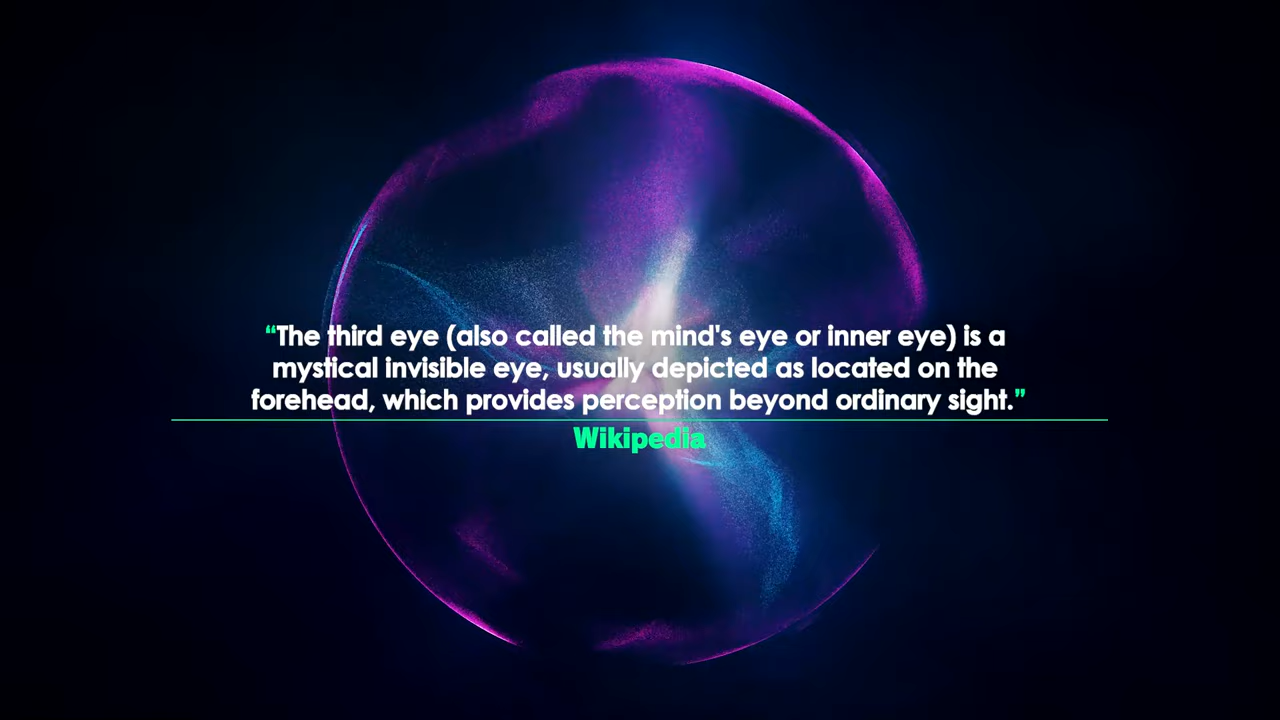 “The third eye (also called the mind's eye or inner eye) is a
mystical invisible eye, usually depicted as located on the
forehead, which provides perception beyond ordinary sight.”
Wikipedia